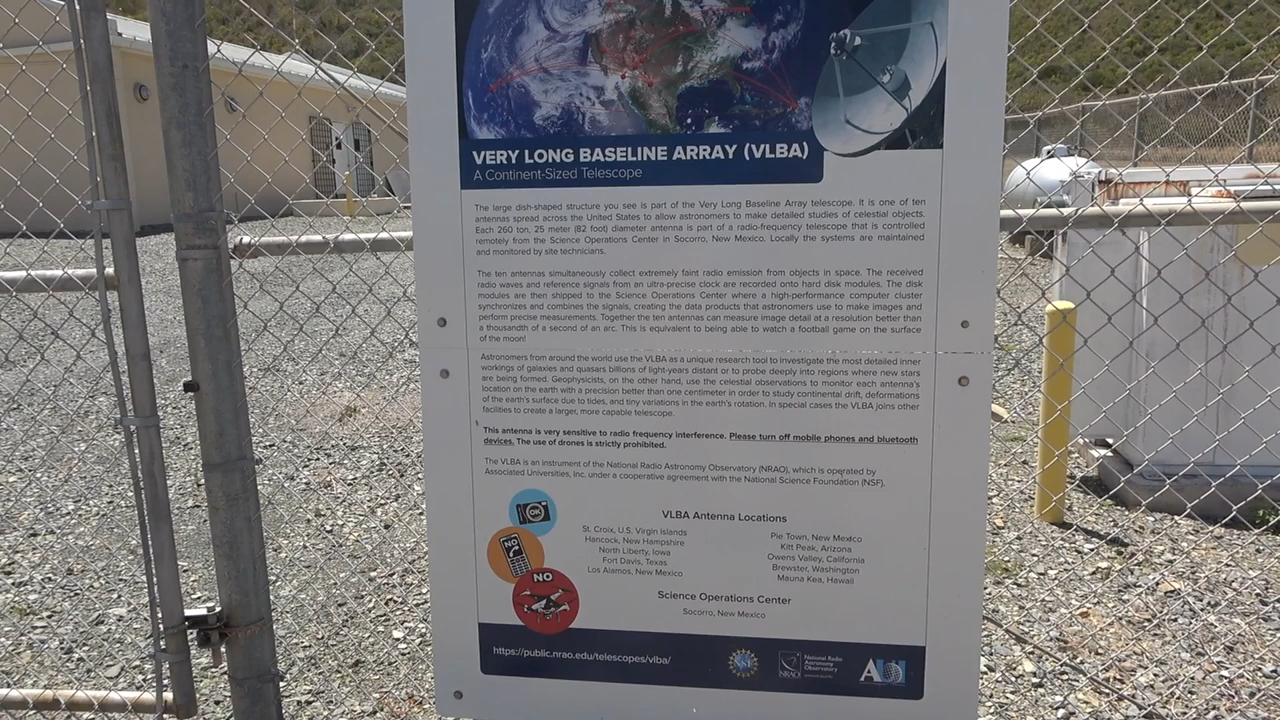 VERY LONG BASELINE ARRAY (VLBA)
A Continent-Sized Telescope
The large dish-shaped structure you see is part of the Very Long Baseline Array telescope. It is one of ten
antennas spread across the United States to allow astronomers to make detailed studies of celestial objects.
Each 260 ton, 25 meter (82 foot) diameter antenna is part of a radio-frequency telescope that is controlled
remotely from the Science Operations Center in Socorro, New Mexico. Locally the systems are maintained
and monitored by site technicians.
The ten antennas simultaneously collect extremely faint radio emission from objects in space. The received
radio waves and reference signals from an ultra-precise clock are recorded onto hard disk modules. The disk
modules are then shipped to the Science Operations Center where a high-performance computer cluster
synchronizes and combines the signals, creating the data products that astronomers use to make images and
perform precise measurements. Together the ten antennas can measure image detail at a resolution better than
a thousandth of a second of an arc. This is equivalent to being able to watch a football game on the surface
of the moon!
Astronomers from around the world use the VLBA as a unique research tool to investigate the most detailed inner
workings of galaxies and quasars billions of light-years distant or to probe deeply into regions where new stars
are being formed. Geophysicists, on the other hand, use the celestial observations to monitor each antenna's
location on the earth with a precision better than one centimeter in order to study continental drift, deformations
of the earth's surface due to tides, and tiny variations in the earth's rotation. In special cases the VLBA joins other
facilities to create a larger, more capable telescope.
This antenna is very sensitive to radio frequency interference. Please turn off mobile phones and bluetooth
devices. The use of drones is strictly prohibited.
The VLBA is an instrument of the National Radio Astronomy Observatory (NRAO), which is operated by
Associated Universities, Inc. under a cooperative agreement with the National Science Foundation (NSF).
OK
NO
NO
VLBA Antenna Locations
St. Croix, U.S. Virgin Islands
Hancock, New Hampshire
North Liberty, Iowa
Fort Davis, Texas
Los Alamos, New Mexico
Pie Town, New Mexico
Kitt Peak, Arizona
Owens Valley, California
Brewster, Washington
Mauna Kea, Hawaii
Science Operations Center
Socorro, New Mexico
https://public.nrao.edu/telescopes/vlba/
NSF
NRAO
National Radio
Astronomy
Observatory
AUI